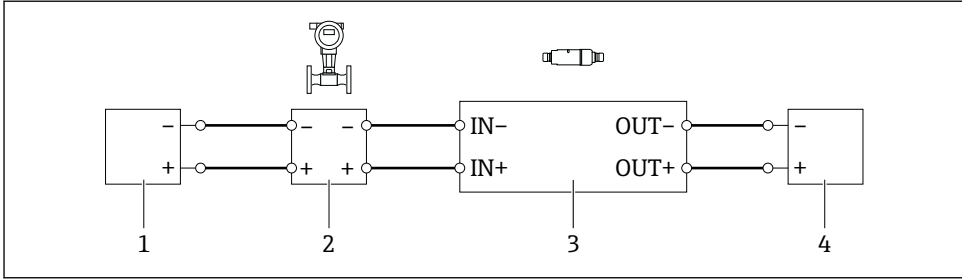 − − − IN− OUT− −
+ + + IN+ OUT+ +
1 2 3 4